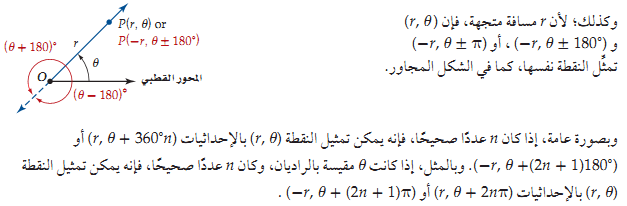 وكذلك؛ لأن r مسافة متجهة، فإن (r, θ)
و (−r, θ ± 180°) ، أو (−r, θ ± π)
تمثِّل النقطة نفسها، كما في الشكل المجاور.
P(r, θ) or
P(−r, θ ± 180°)
(θ + 180)°
r
θ
O
المحور القطبي
(θ − 180)°
وبصورة عامة، إذا كان n عددًا صحيحًا، فإنه يمكن تمثيل النقطة (r, θ) بالإحداثيات (r, θ + 360°n) أو
(−r, θ +(2n + 1)180°). وبالمثل، إذا كانت θ مقيسة بالراديان، وكان n عددًا صحيحًا، فإنه يمكن تمثيل النقطة
(r, θ) بالإحداثيات (r, θ + 2nπ) أو (−r, θ + (2n + 1)π) .